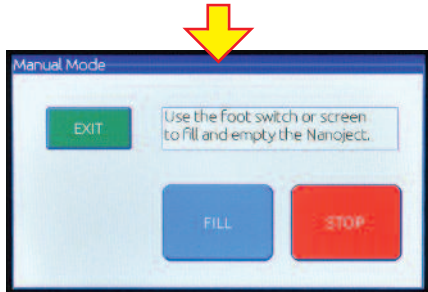 Manual Mode
EXIT
Use the foot switch or screen
to fill and empty the Nanoject.
FILL
STOP